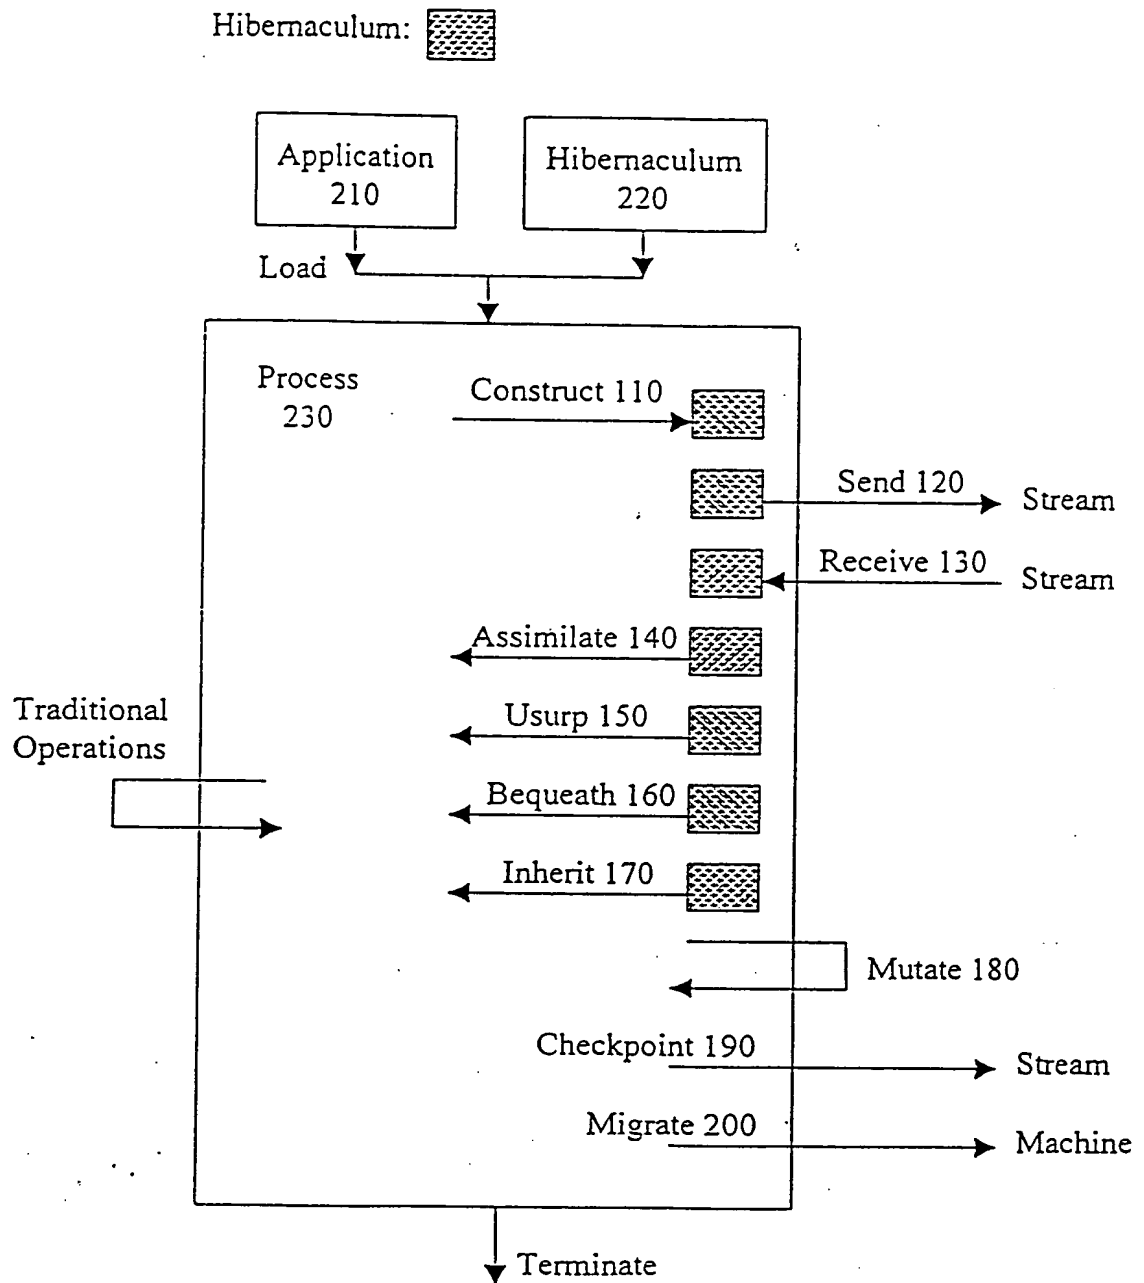 Hibernaculum:
Application
210
Hibernaculum
220
Load
Process
230
Construct 110
Send 120
Stream
Receive 130
Stream
Assimilate 140
Traditional
Operations
Usurp 150
Bequeath 160
Inherit 170
Mutate 180
Checkpoint 190
Stream
Migrate 200
Machine
Terminate